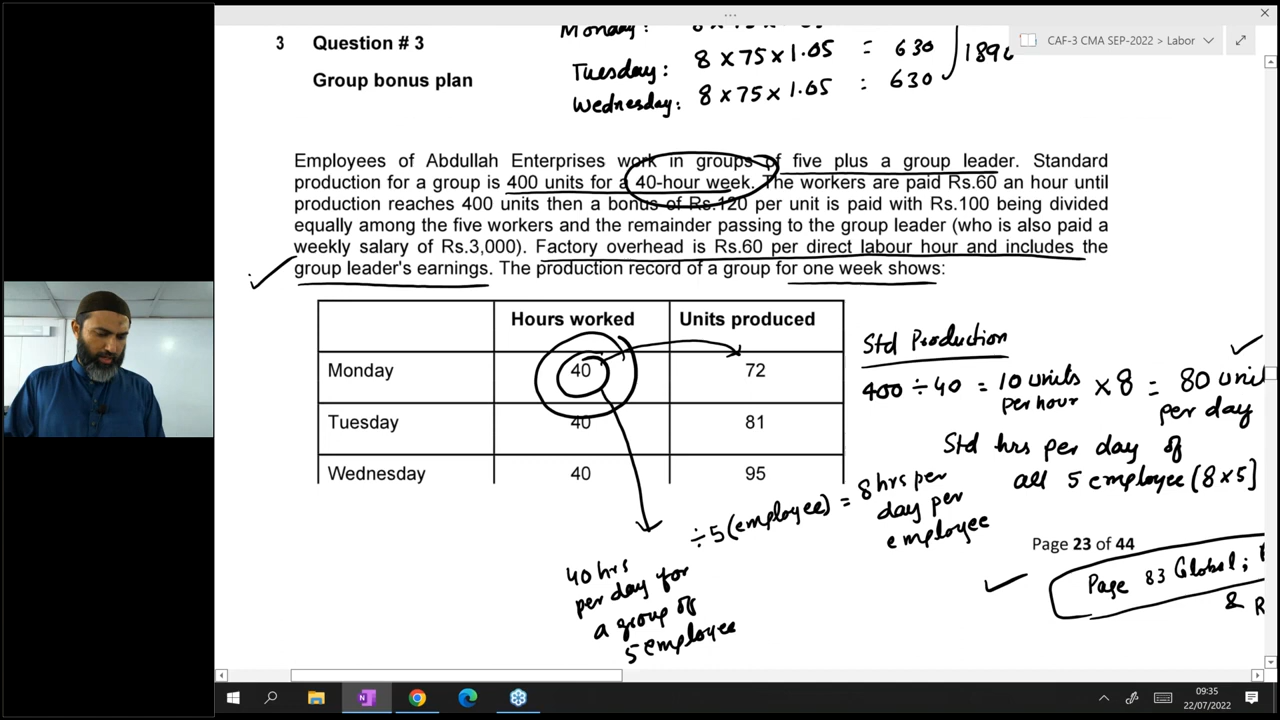 CAF-3 CMA SEP-2022 > Labor
3 Question # 3
Group bonus plan
Monday:
Tuesday: 8 x 75 x 1.05 = 630
Wednesday: 8 x 75 x 1.05 : 630
Employees of Abdullah Enterprises work in groups of five plus a group leader. Standard
production for a group is 400 units for a 40-hour week. The workers are paid Rs.60 an hour until
production reaches 400 units then a bonus of Rs.120 per unit is paid with Rs.100 being divided
equally among the five workers and the remainder passing to the group leader (who is also paid a
weekly salary of Rs.3,000). Factory overhead is Rs.60 per direct labour hour and includes the
group leader's earnings. The production record of a group for one week shows:
Hours worked Units produced
Monday 40 72
Tuesday 40 81
Wednesday 40 95
Std Production
400 ÷ 40 = 10 units per hour x 8 = 80 uni
per day
Std hrs per day of
all 5 employee (8 x 5]
÷ 5 (employee) = 8 hrs per
day per
employee
40 hrs
per day for
a group of
5 employee
Page 23 of 44
Page 83 Global;
& R
09:35
22/07/2022